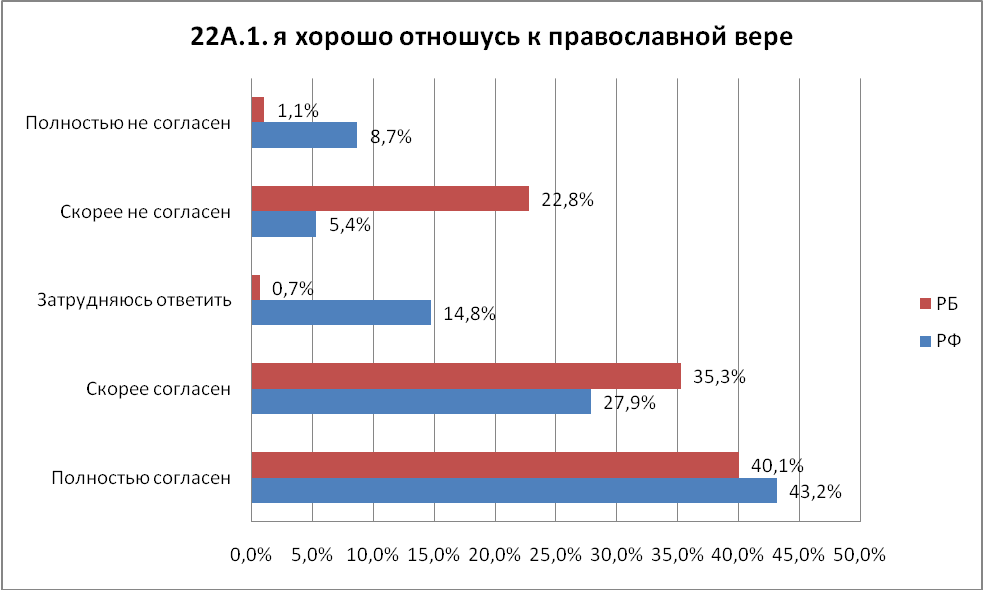 22А.1. я хорошо отношусь к православной вере
Полностью не согласен
1,1%
8,7%
Скорее не согласен
22,8%
5,4%
Затрудняюсь ответить
0,7%
14,8%
Скорее согласен
35,3%
27,9%
Полностью согласен
40,1%
43,2%
РБ
РФ
0,0% 5,0% 10,0% 15,0% 20,0% 25,0% 30,0% 35,0% 40,0% 45,0% 50,0%